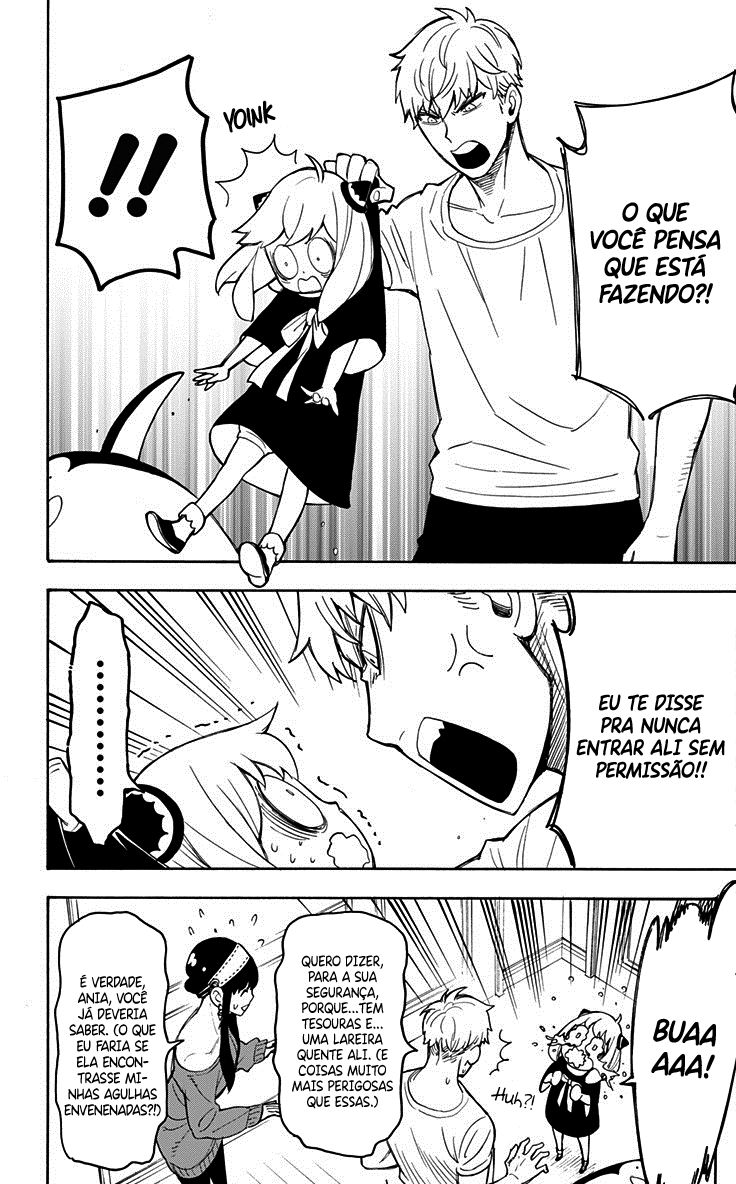 O QUE
VOCÊ PENSA
QUE ESTÁ
FAZENDO?!
YOINK
!!
EU TE DISSE
PRA NUNCA
ENTRAR ALI SEM
PERMISSÃO!!
.........
BUAA
AAA!
Huh?!
QUERO DIZER,
PARA A SUA
SEGURANÇA,
PORQUE...TEM
TESOURAS E...
UMA LAREIRA
QUENTE ALI. (E
COISAS MUITO
MAIS PERIGOSAS
QUE ESSAS.)
É VERDADE,
ANIA, VOCÊ
JÁ DEVERIA
SABER. (O QUE
EU FARIA SE
ELA ENCON-
TRASSE MI-
NHAS AGULHAS
ENVENENADAS?!)